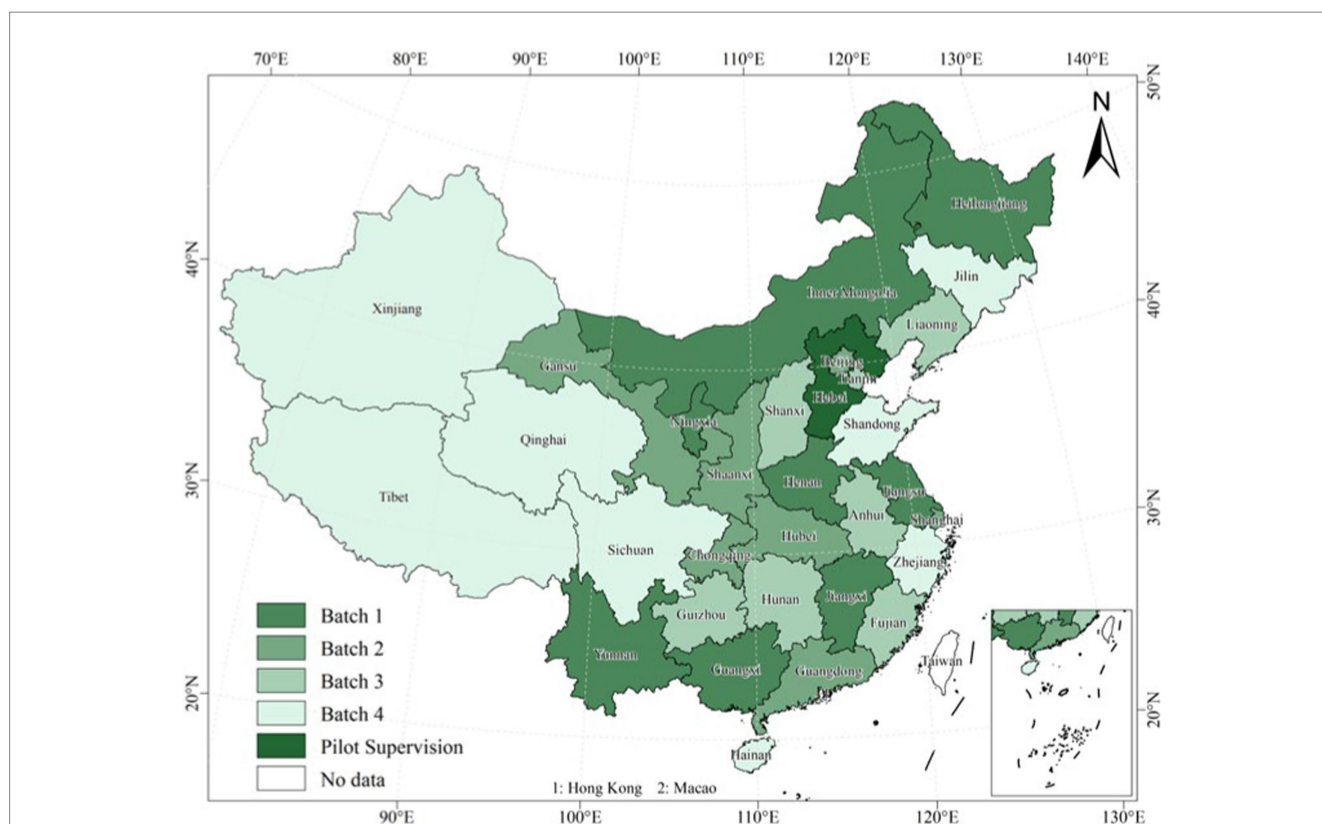 70°E 80°E 90°E 100°E 110°E 120°E 130°E 140°E
50°N
N
Heilongjiang
Jilin
40°N
Inner Mongolia
40°N
Xinjiang
Liaoning
Gansu
Beijing
Tianjin
Hebei
Shanxi
Ningxia
Shandong
Qinghai
30°N
Shaanxi
Henan
Jiangsu
Tibet
Anhui
Shanghai
30°N
Hubei
Sichuan
Chongqing
Zhejiang
Hunan
Jiangxi
Guizhou
Fujian
Yunnan
Guangxi
Guangdong
Taiwan
20°N
20°N
Hainan
Batch 1
Batch 2
Batch 3
Batch 4
Pilot Supervision
No data
1: Hong Kong 2: Macao
90°E 100°E 110°E 120°E 130°E